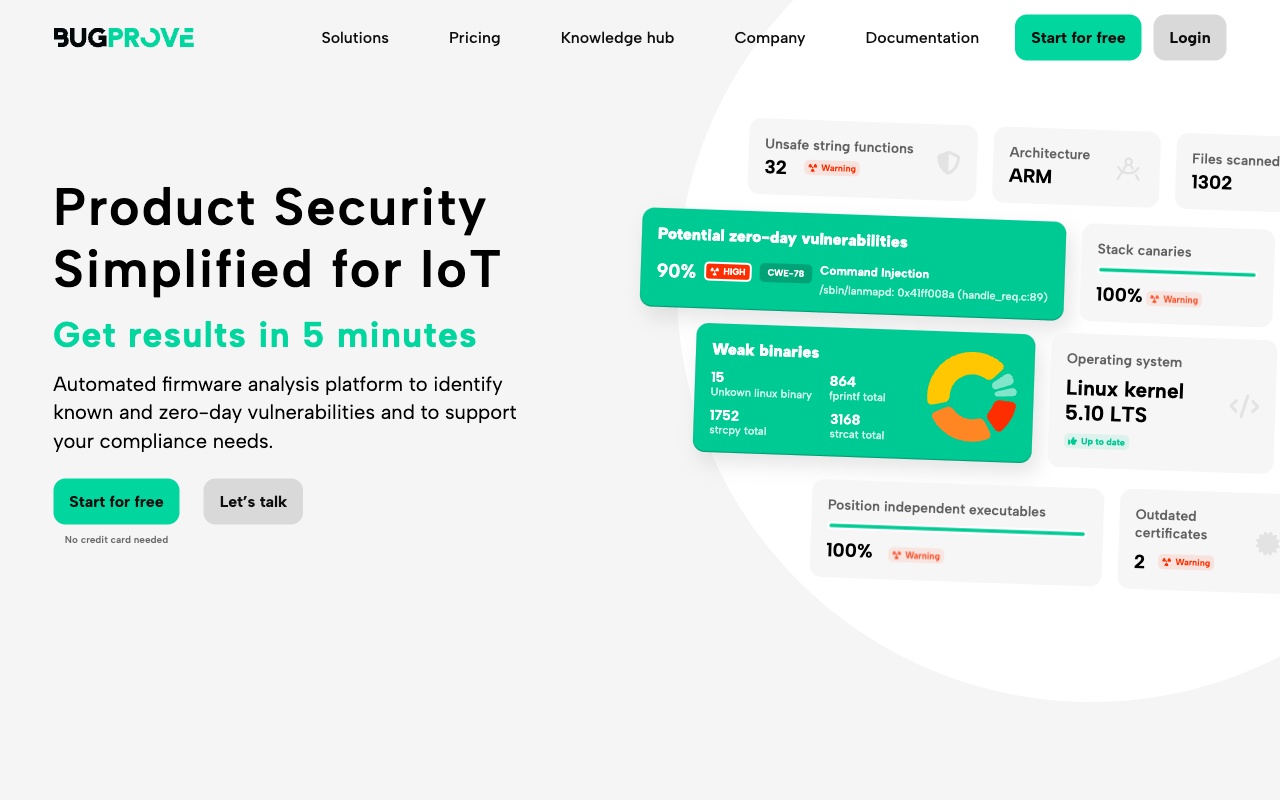 BUGPROVE
Solutions
Pricing
Knowledge hub
Company
Documentation
Start for free
Login
Product Security
Simplified for IoT
Get results in 5 minutes
Automated firmware analysis platform to identify
known and zero-day vulnerabilities and to support
your compliance needs.
Start for free
Let's talk
No credit card needed
Unsafe string functions
32 Warning
Architecture
ARM
Files scanned
1302
Potential zero-day vulnerabilities
90% HIGH CWE-78 Command Injection
/sbin/lanmapd: 0x41ff008a (handle_req.c:89)
Stack canaries
100% Warning
Weak binaries
15
Unkown linux binary
864
fprintf total
1752
strcpy total
3168
strcat total
Operating system
Linux kernel
5.10 LTS
Up to date
Position independent executables
100% Warning
Outdated
certificates
2 Warning